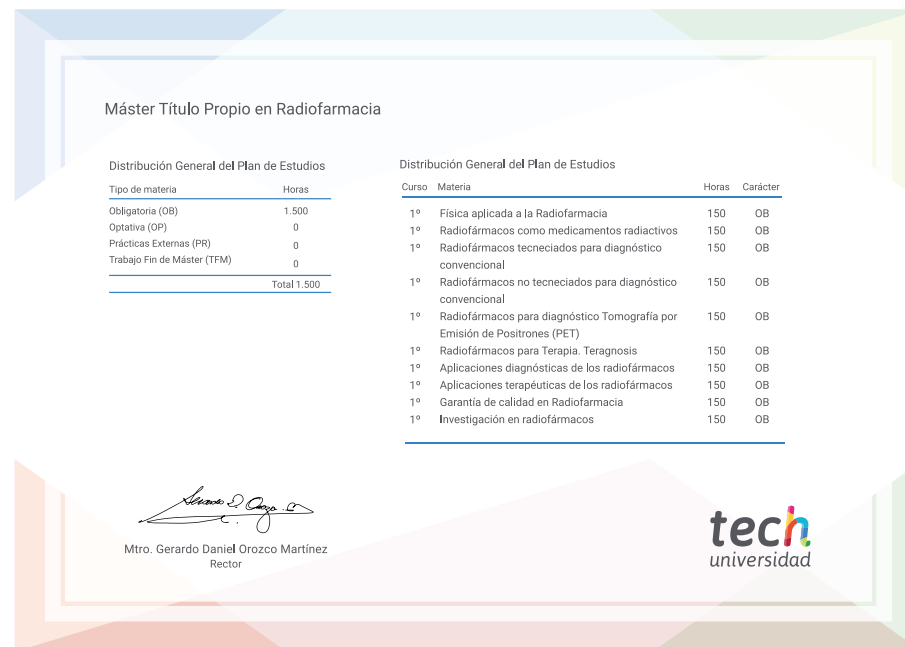 Máster Título Propio en Radiofarmacia
Distribución General del Plan de Estudios
Tipo de materia Horas
Obligatoria (OB) 1.500
Optativa (OP) 0
Prácticas Externas (PR) 0
Trabajo Fin de Máster (TFM) 0
Total 1.500
Distribución General del Plan de Estudios
Curso Materia Horas Carácter
1º Física aplicada a la Radiofarmacia 150 OB
1º Radiofármacos como medicamentos radiactivos 150 OB
1º Radiofármacos tecneciados para diagnóstico 150 OB
convencional
1º Radiofármacos no tecneciados para diagnóstico 150 OB
convencional
1º Radiofármacos para diagnóstico Tomografía por 150 OB
Emisión de Positrones (PET)
1º Radiofármacos para Terapia. Teragnosis 150 OB
1º Aplicaciones diagnósticas de los radiofármacos 150 OB
1º Aplicaciones terapéuticas de los radiofármacos 150 OB
1º Garantía de calidad en Radiofarmacia 150 OB
1º Investigación en radiofármacos 150 OB
Mtro. Gerardo Daniel Orozco Martínez
Rector
tech
universidad